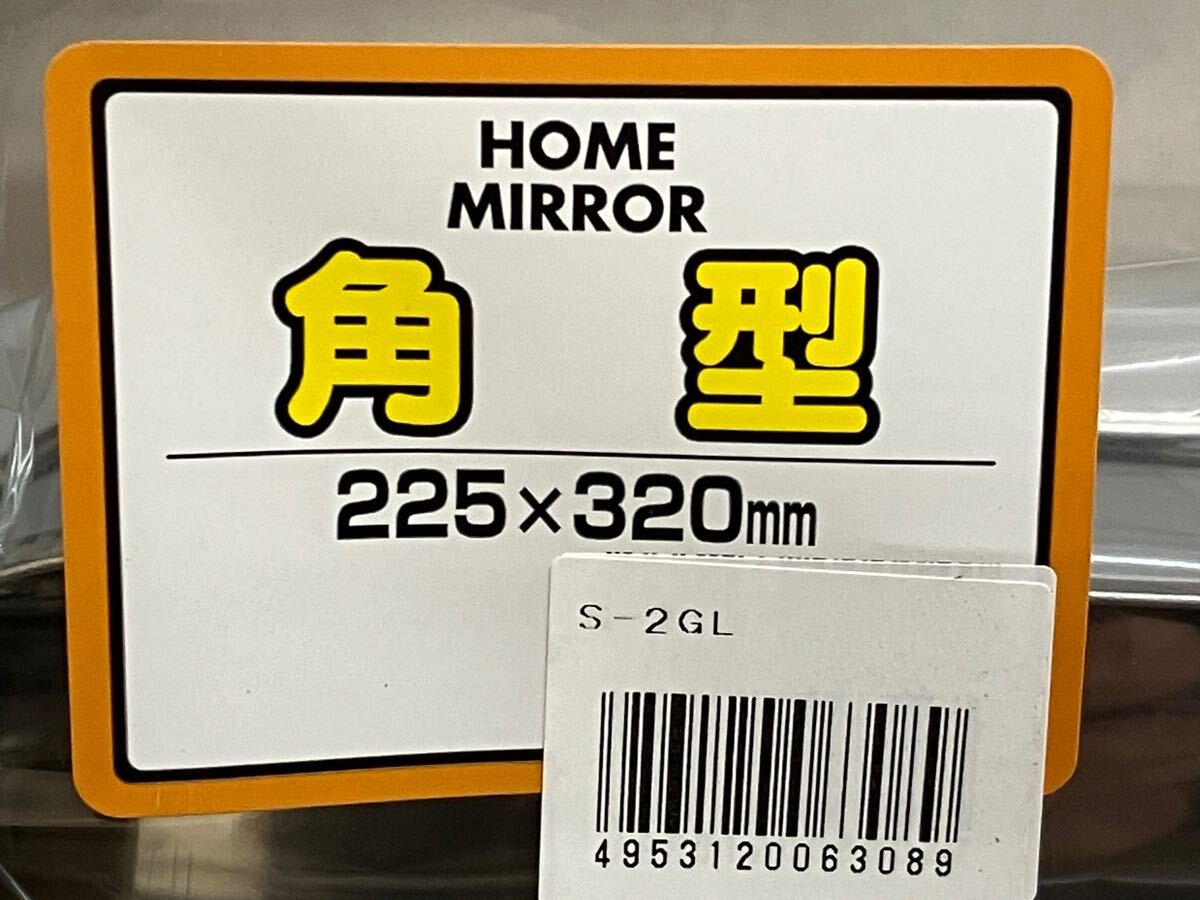 HOME
MIRROR
角 型
225×320mm
S-2GL
4953120063089